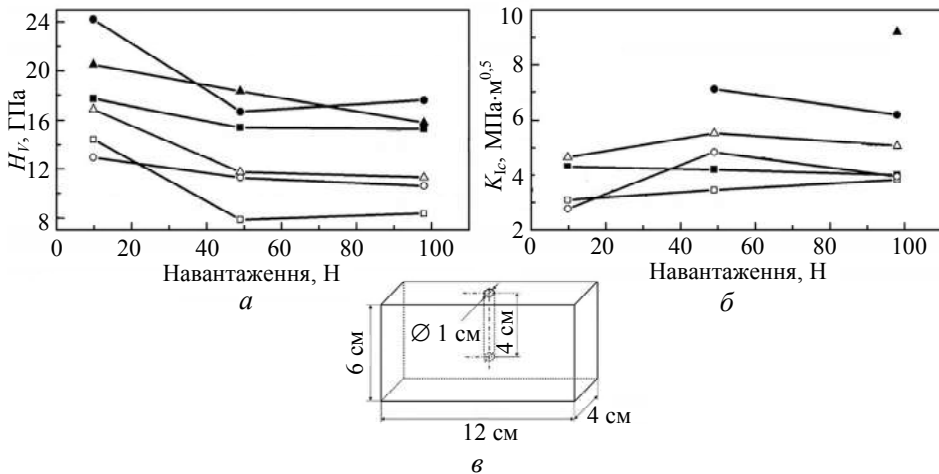 24
20
16
12
8
H_V, ГПа
0 20 40 60 80 100
Навантаження, Н
а
10
8
6
4
2
K_Ic, МПа·м^0,5
0 20 40 60 80 100
Навантаження, Н
б
∅ 1 см
4 см
6 см
12 см
4 см
в